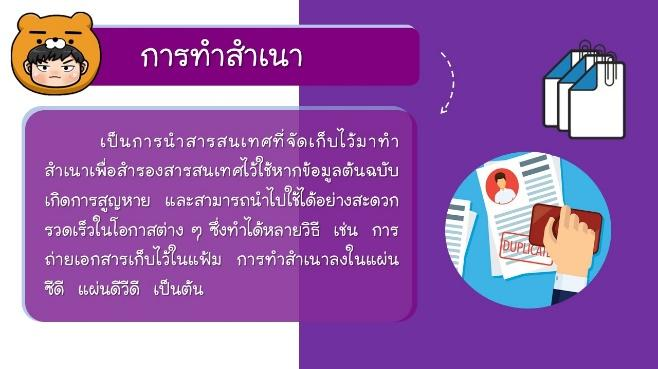 การทำสำเนา
เป็นการนำสารสนเทศที่จัดเก็บไว้มาทำ
สำเนาเพื่อสำรองสารสนเทศไว้ใช้หากข้อมูลต้นฉบับ
เกิดการสูญหาย และสามารถนำไปใช้ได้อย่างสะดวก
รวดเร็วในโอกาสต่าง ๆ ซึ่งทำได้หลายวิธี เช่น การ
ถ่ายเอกสารเก็บไว้ในแฟ้ม การทำสำเนาลงในแผ่น
ซีดี แผ่นดีวีดี เป็นต้น
DUPLICATE